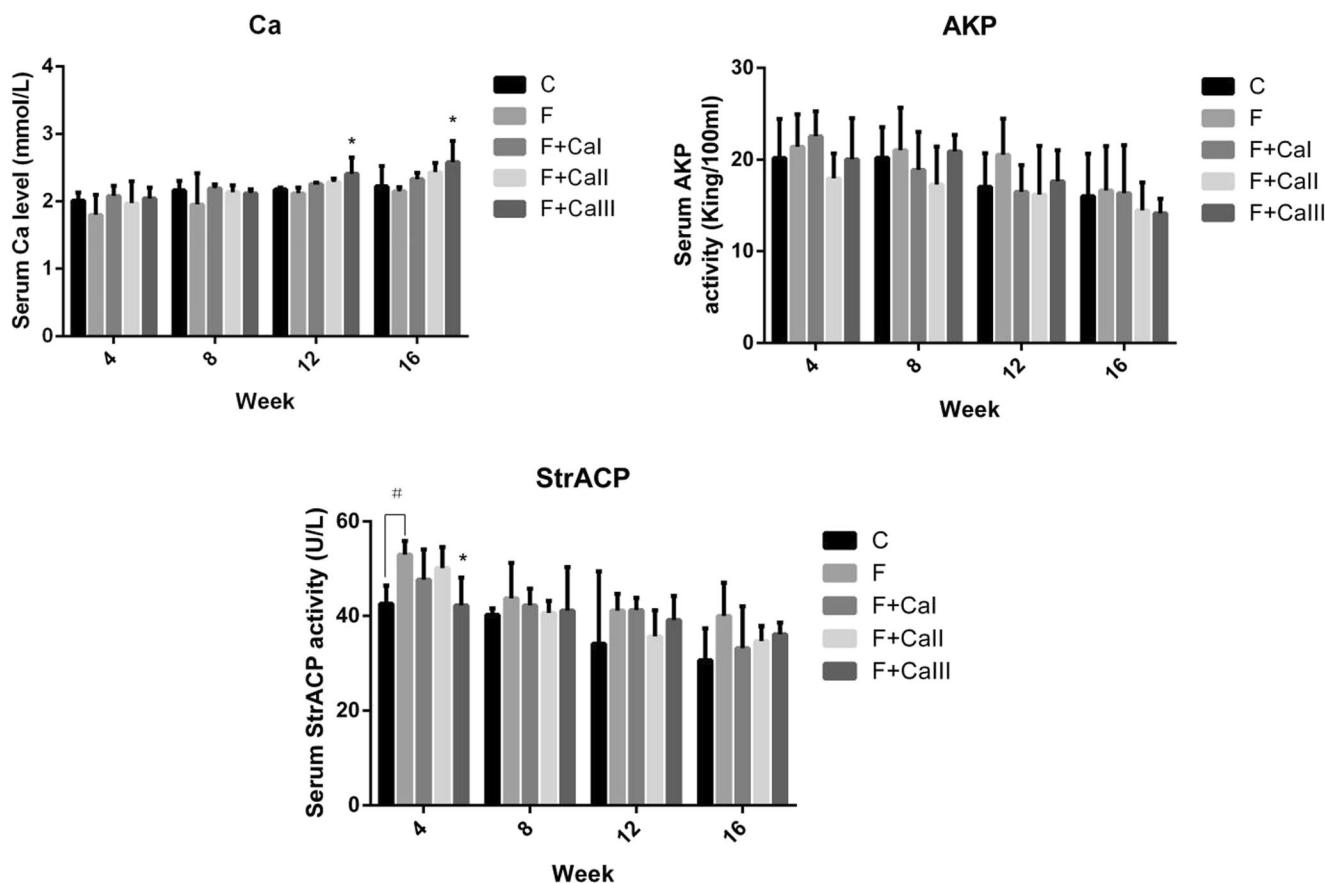 Ca
Serum Ca level (mmol/L)
4
3
2
1
0
*
*
4
8
12
16
Week
C
F
F+CaI
F+CaII
F+CaIII
AKP
Serum AKP
activity (King/100ml)
30
20
10
0
4
8
12
16
Week
C
F
F+CaI
F+CaII
F+CaIII
StrACP
Serum StrACP activity (U/L)
60
40
20
0
#
*
4
8
12
16
Week
C
F
F+CaI
F+CaII
F+CaIII